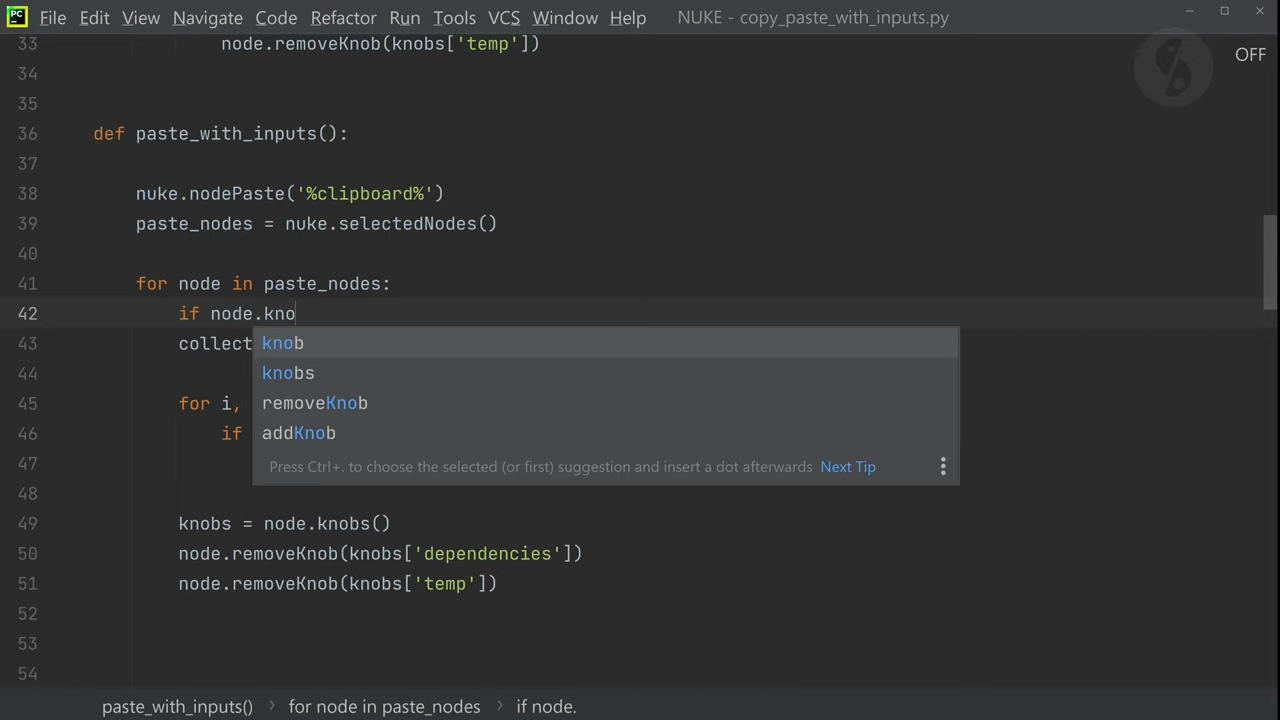 PC File Edit View Navigate Code Refactor Run Tools VCS Window Help NUKE - copy_paste_with_inputs.py
33 node.removeKnob(knobs['temp'])
OFF
34
35
36 def paste_with_inputs():
37
38 nuke.nodePaste('%clipboard%')
39 paste_nodes = nuke.selectedNodes()
40
41 for node in paste_nodes:
42 if node.kno
43 collect
knob
44
knobs
45 for i,
removeKnob
46 if
addKnob
47
Press Ctrl+. to choose the selected (or first) suggestion and insert a dot afterwards Next Tip
48
49 knobs = node.knobs()
50 node.removeKnob(knobs['dependencies'])
51 node.removeKnob(knobs['temp'])
52
53
54
paste_with_inputs() > for node in paste_nodes > if node.